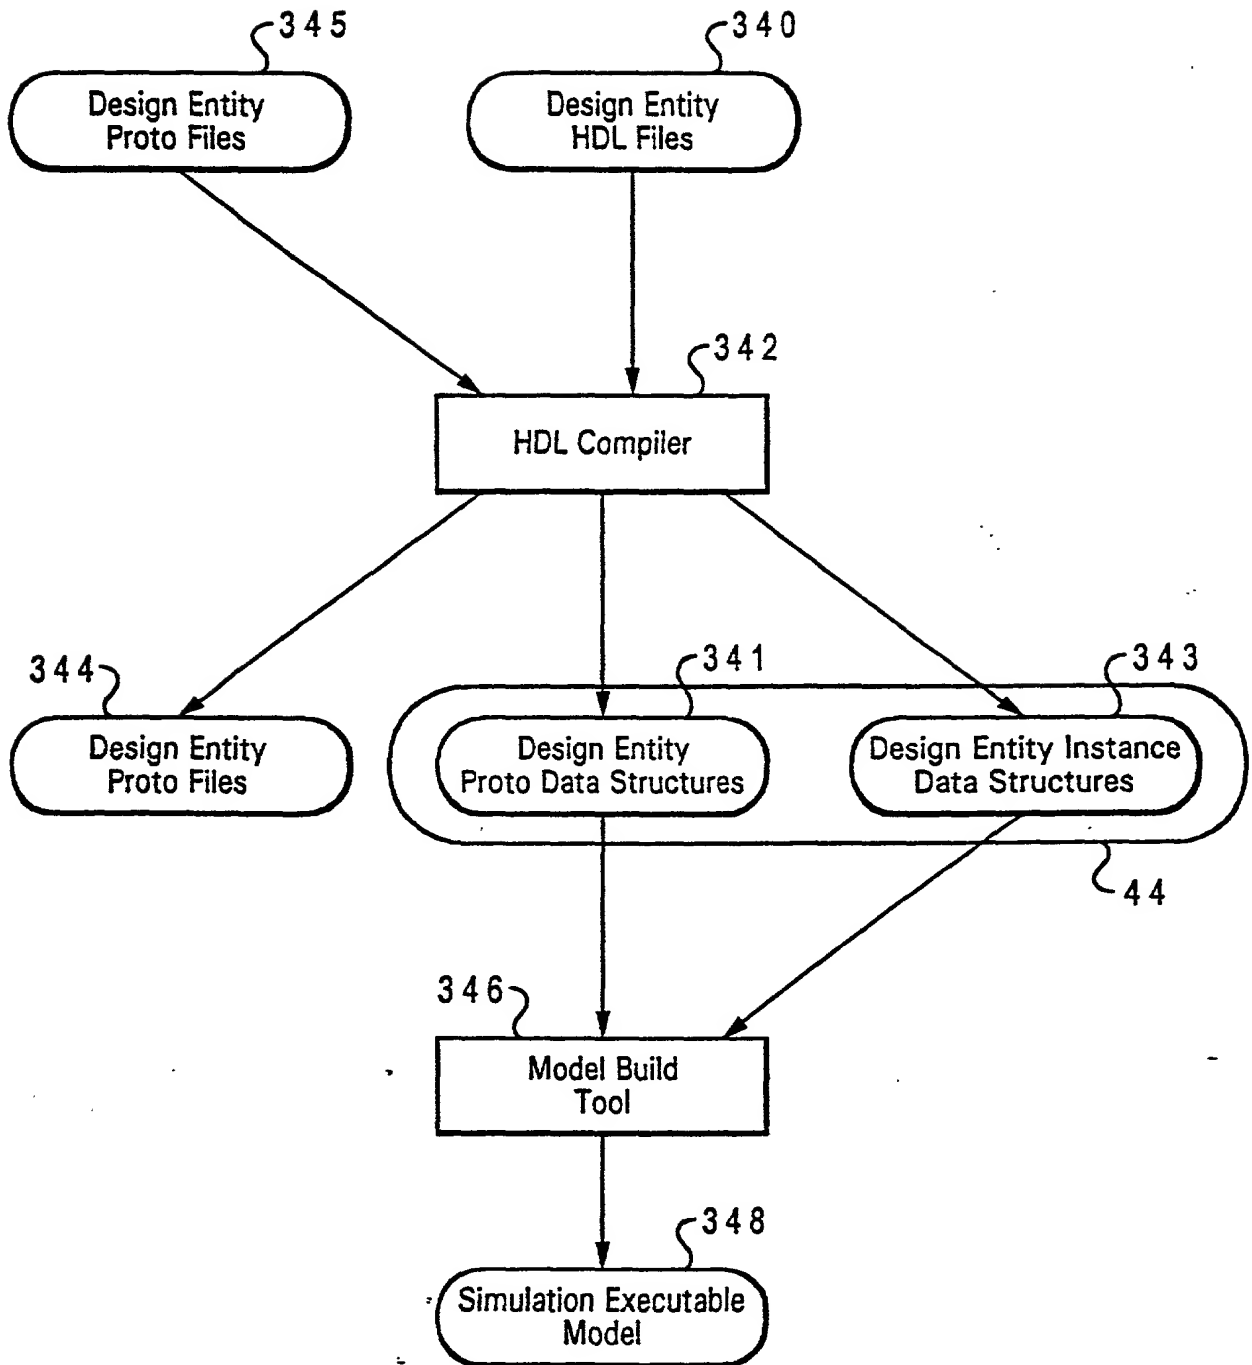 345
340
Design Entity
Proto Files
Design Entity
HDL Files
342
HDL Compiler
344
341
343
Design Entity
Proto Files
Design Entity
Proto Data Structures
Design Entity Instance
Data Structures
44
346
Model Build
Tool
348
Simulation Executable
Model